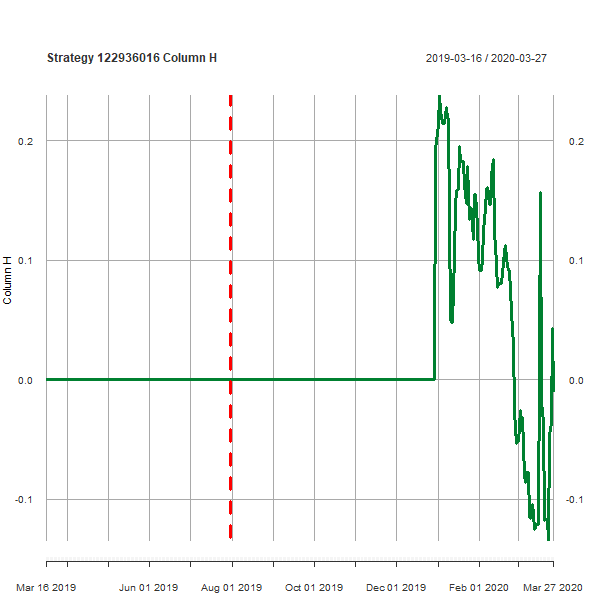 Strategy 122936016 Column H
2019-03-16 / 2020-03-27
0.2
0.2
0.1
0.1
Column H
0.0
0.0
-0.1
-0.1
Mar 16 2019
Jun 01 2019
Aug 01 2019
Oct 01 2019
Dec 01 2019
Feb 01 2020
Mar 27 2020